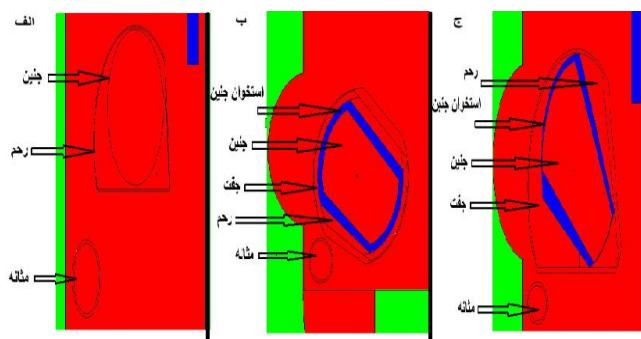 الف
جنین
رحم
مثانه
ب
استخوان جنین
جنین
جفت
رحم
مثانه
ج
رحم
استخوان جنین
جنین
جفت
مثانه